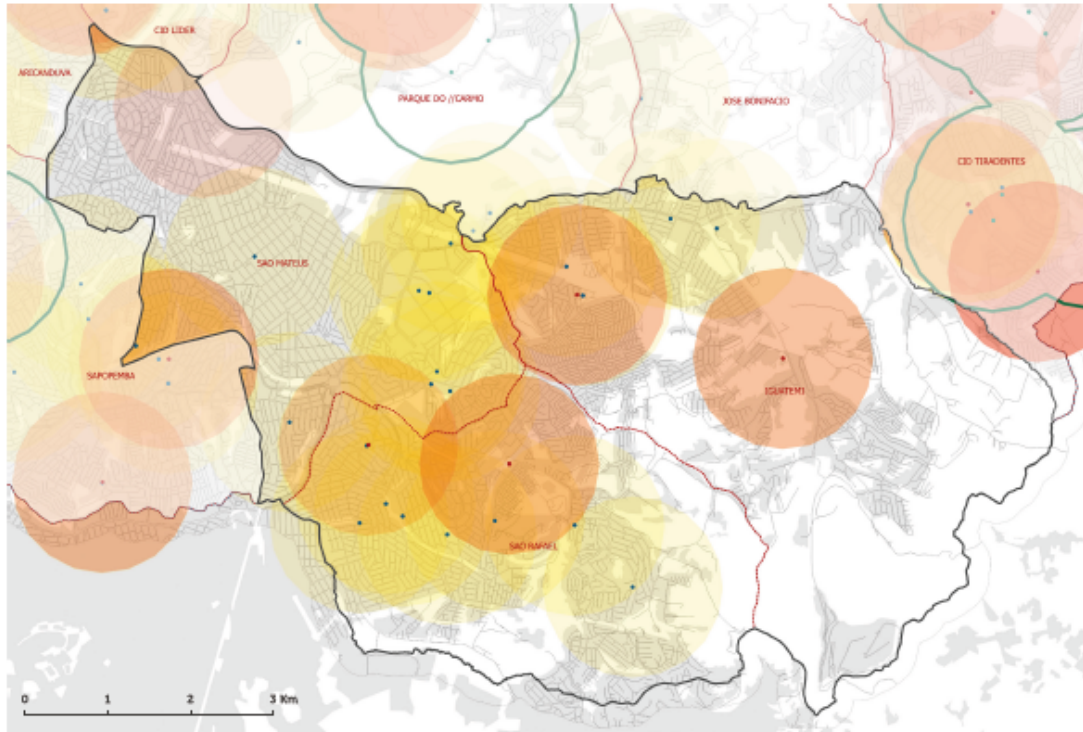 CID LIDER
ARICANDUVA
PARQUE DO //CARMO
JOSE BONIFACIO
CID TIRADENTES
SAO MATEUS
SAPOPEMBA
IGUATEMI
SAO RAFAEL
0 1 2 3 Km